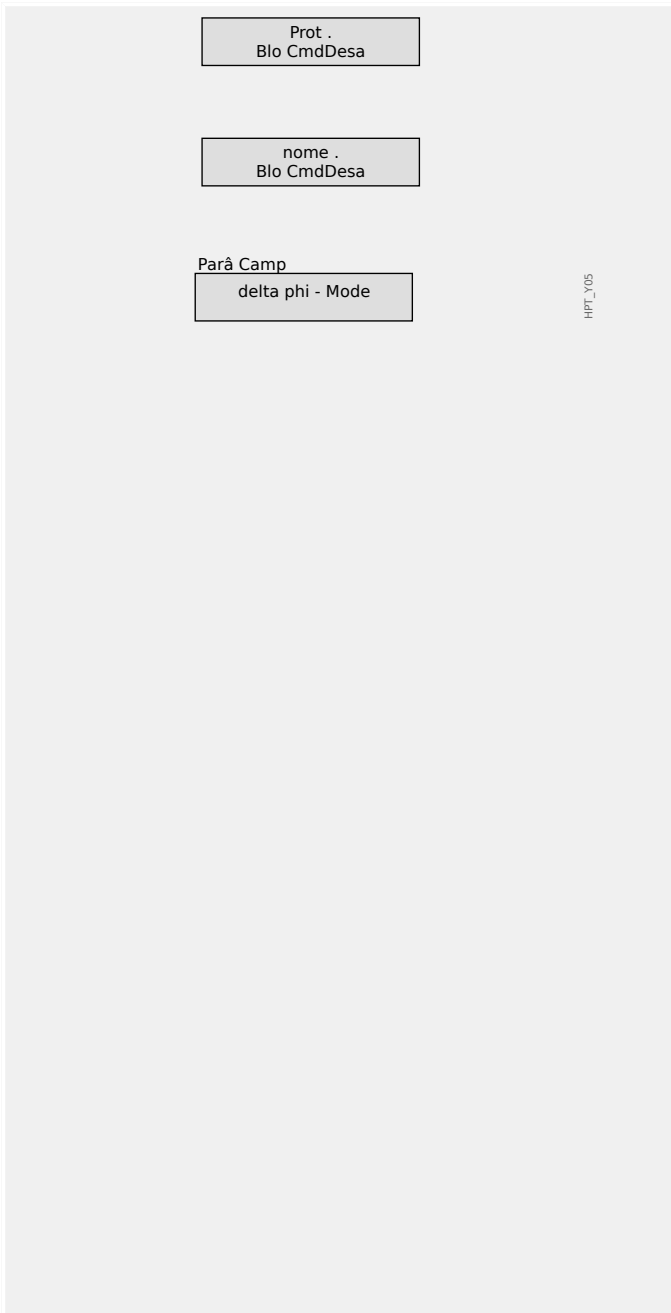 Prot .
Blo CmdDesa
nome .
Blo CmdDesa
Parâ Camp
delta phi - Mode
HPT_Y05